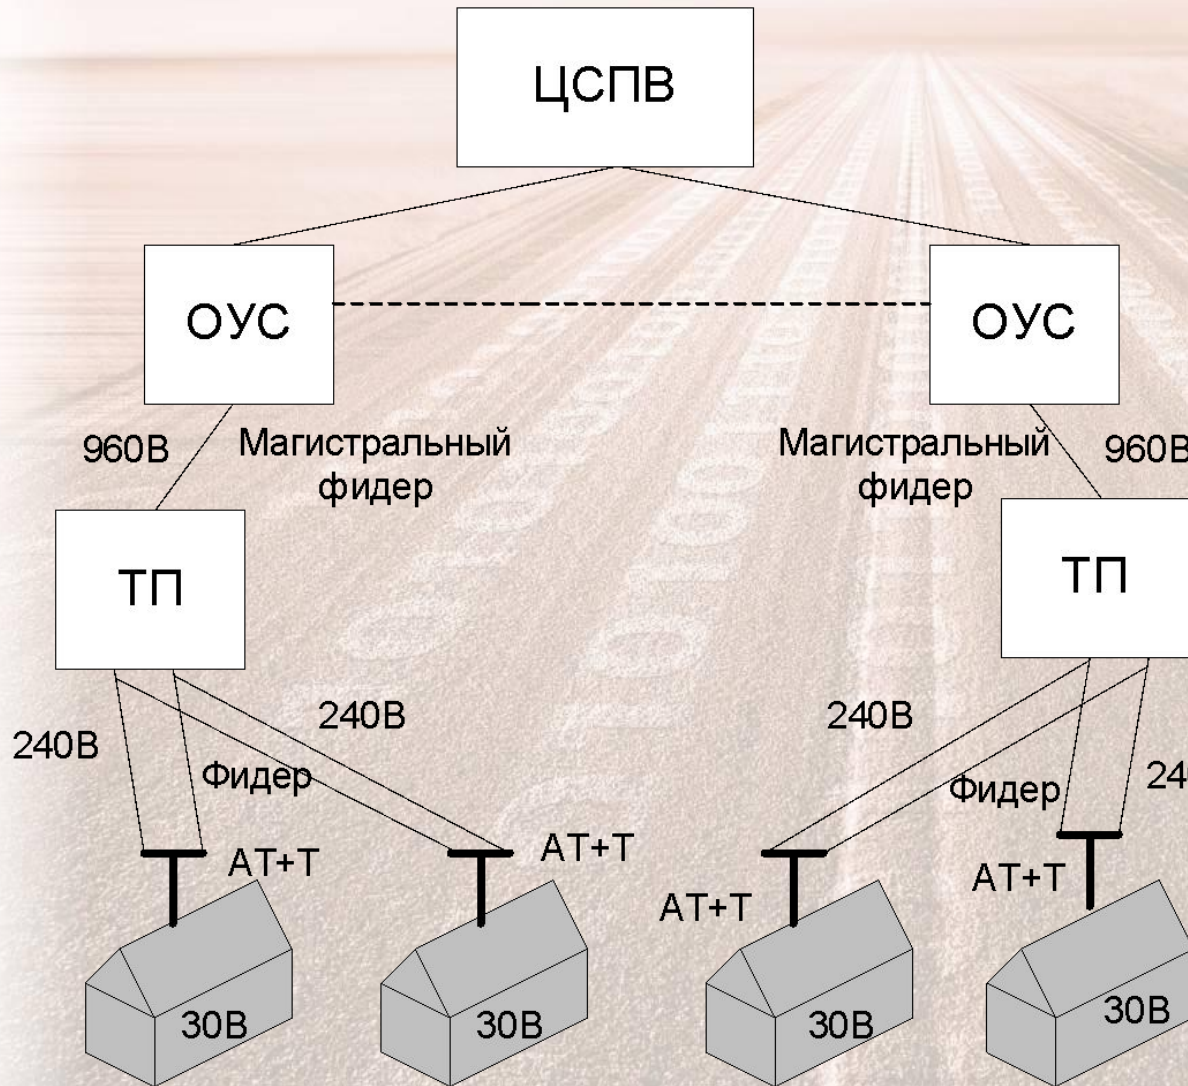 ЦСПВ
ОУС
ОУС
960В
Магистральный
фидер
Магистральный
фидер
960В
ТП
ТП
240В
240В
Фидер
240В
Фидер
24
АТ+Т
АТ+Т
АТ+Т
АТ+Т
30В
30В
30В
30В